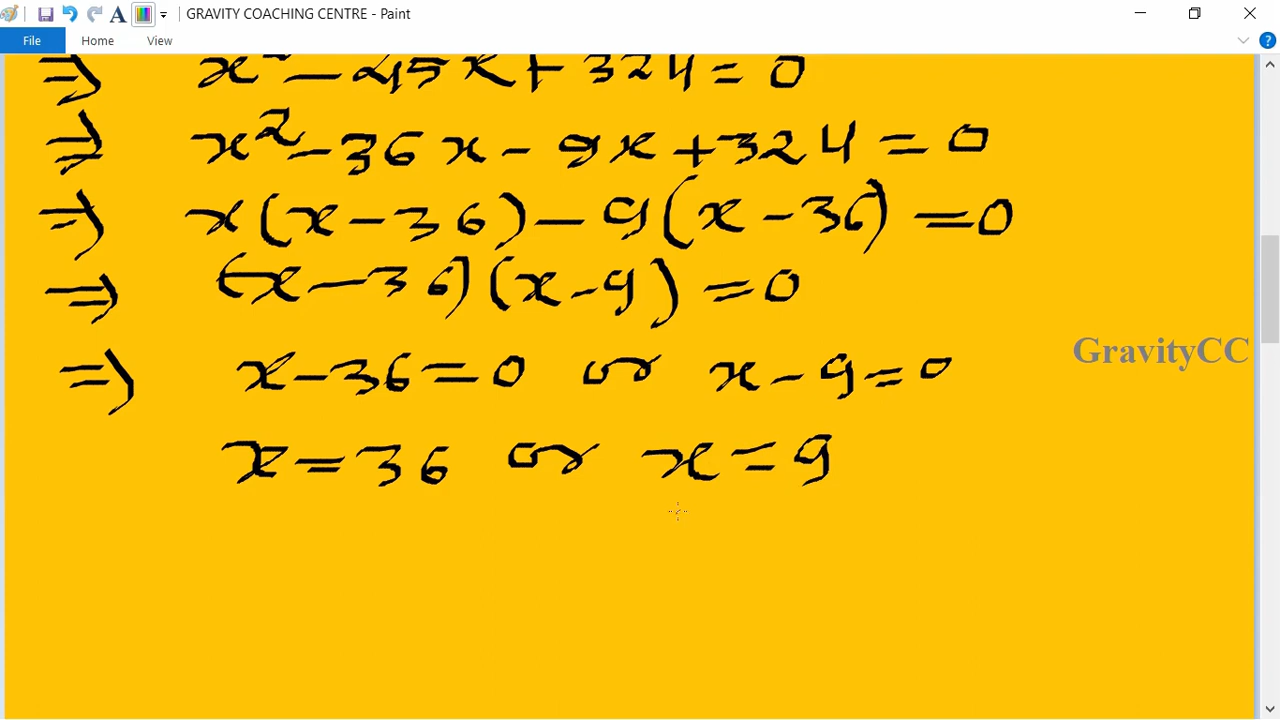 GRAVITY COACHING CENTRE - Paint
File Home View
⇒ x² - 45x + 324 = 0
⇒ x² - 36x - 9x + 324 = 0
⇒ x(x - 36) - 9(x - 36) = 0
⇒ (x - 36)(x - 9) = 0
GravityCC
⇒ x - 36 = 0 or x - 9 = 0
x = 36 or x = 9